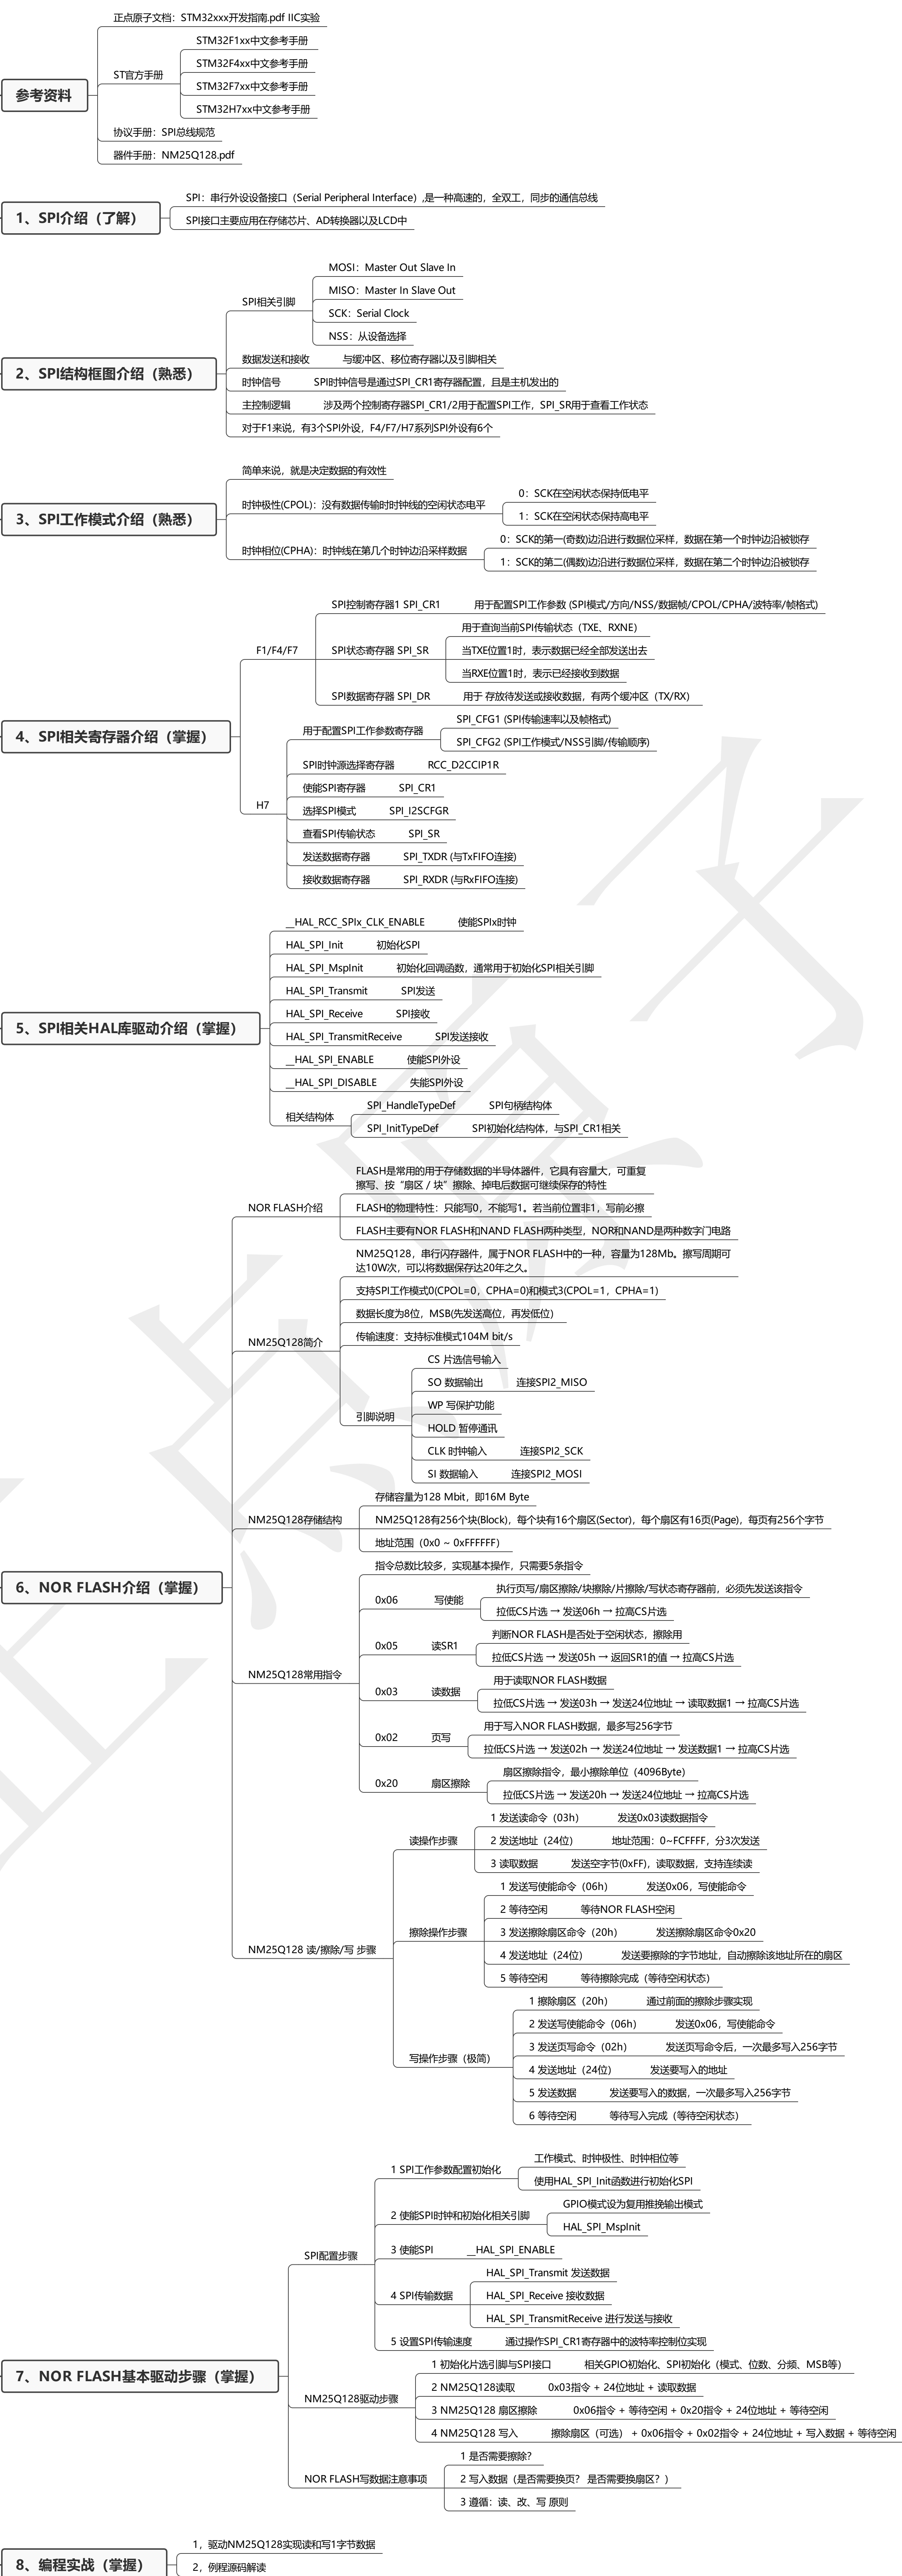 参考资料
正点原子文档：STM32xxx开发指南.pdf IIC实验
ST官方手册
STM32F1xx中文参考手册
STM32F4xx中文参考手册
STM32F7xx中文参考手册
STM32H7xx中文参考手册
协议手册：SPI总线规范
器件手册：NM25Q128.pdf
1、SPI介绍（了解）
SPI：串行外设设备接口（Serial Peripheral Interface）,是一种高速的，全双工，同步的通信总线
SPI接口主要应用在存储芯片、AD转换器以及LCD中
2、SPI结构框图介绍（熟悉）
SPI相关引脚
MOSI：Master Out Slave In
MISO：Master In Slave Out
SCK：Serial Clock
NSS：从设备选择
数据发送和接收 与缓冲区、移位寄存器以及引脚相关
时钟信号 SPI时钟信号是通过SPI_CR1寄存器配置，且是主机发出的
主控制逻辑 涉及两个控制寄存器SPI_CR1/2用于配置SPI工作，SPI_SR用于查看工作状态
对于F1来说，有3个SPI外设，F4/F7/H7系列SPI外设有6个
3、SPI工作模式介绍（熟悉）
简单来说，就是决定数据的有效性
时钟极性(CPOL)：没有数据传输时时钟线的空闲状态电平
0：SCK在空闲状态保持低电平
1：SCK在空闲状态保持高电平
时钟相位(CPHA)：时钟线在第几个时钟边沿采样数据
0：SCK的第一(奇数)边沿进行数据位采样，数据在第一个时钟边沿被锁存
1：SCK的第二(偶数)边沿进行数据位采样，数据在第二个时钟边沿被锁存
4、SPI相关寄存器介绍（掌握）
F1/F4/F7
SPI控制寄存器1 SPI_CR1 用于配置SPI工作参数 (SPI模式/方向/NSS/数据帧/CPOL/CPHA/波特率/帧格式)
SPI状态寄存器 SPI_SR
用于查询当前SPI传输状态（TXE、RXNE）
当TXE位置1时，表示数据已经全部发送出去
当RXE位置1时，表示已经接收到数据
SPI数据寄存器 SPI_DR 用于 存放待发送或接收数据，有两个缓冲区（TX/RX）
H7
用于配置SPI工作参数寄存器
SPI_CFG1 (SPI传输速率以及帧格式)
SPI_CFG2 (SPI工作模式/NSS引脚/传输顺序)
SPI时钟源选择寄存器 RCC_D2CCIP1R
使能SPI寄存器 SPI_CR1
选择SPI模式 SPI_I2SCFGR
查看SPI传输状态 SPI_SR
发送数据寄存器 SPI_TXDR (与TxFIFO连接)
接收数据寄存器 SPI_RXDR (与RxFIFO连接)
5、SPI相关HAL库驱动介绍（掌握）
__HAL_RCC_SPIx_CLK_ENABLE 使能SPIx时钟
HAL_SPI_Init 初始化SPI
HAL_SPI_MspInit 初始化回调函数，通常用于初始化SPI相关引脚
HAL_SPI_Transmit SPI发送
HAL_SPI_Receive SPI接收
HAL_SPI_TransmitReceive SPI发送接收
__HAL_SPI_ENABLE 使能SPI外设
__HAL_SPI_DISABLE 失能SPI外设
相关结构体
SPI_HandleTypeDef SPI句柄结构体
SPI_InitTypeDef SPI初始化结构体，与SPI_CR1相关
6、NOR FLASH介绍（掌握）
NOR FLASH介绍
FLASH是常用的用于存储数据的半导体器件，它具有容量大，可重复
擦写、按“扇区 / 块”擦除、掉电后数据可继续保存的特性
FLASH的物理特性：只能写0，不能写1。若当前位置非1，写前必擦
FLASH主要有NOR FLASH和NAND FLASH两种类型，NOR和NAND是两种数字门电路
NM25Q128简介
NM25Q128，串行闪存器件，属于NOR FLASH中的一种，容量为128Mb。擦写周期可
达10W次，可以将数据保存达20年之久。
支持SPI工作模式0(CPOL=0，CPHA=0)和模式3(CPOL=1，CPHA=1)
数据长度为8位，MSB(先发送高位，再发低位)
传输速度：支持标准模式104M bit/s
引脚说明
CS 片选信号输入
SO 数据输出 连接SPI2_MISO
WP 写保护功能
HOLD 暂停通讯
CLK 时钟输入 连接SPI2_SCK
SI 数据输入 连接SPI2_MOSI
NM25Q128存储结构
存储容量为128 Mbit，即16M Byte
NM25Q128有256个块(Block)，每个块有16个扇区(Sector)，每个扇区有16页(Page)，每页有256个字节
地址范围（0x0 ~ 0xFFFFFF）
NM25Q128常用指令
指令总数比较多，实现基本操作，只需要5条指令
0x06 写使能
执行页写/扇区擦除/块擦除/片擦除/写状态寄存器前，必须先发送该指令
拉低CS片选 → 发送06h → 拉高CS片选
0x05 读SR1
判断NOR FLASH是否处于空闲状态，擦除用
拉低CS片选 → 发送05h → 返回SR1的值 → 拉高CS片选
0x03 读数据
用于读取NOR FLASH数据
拉低CS片选 → 发送03h → 发送24位地址 → 读取数据1 → 拉高CS片选
0x02 页写
用于写入NOR FLASH数据，最多写256字节
拉低CS片选 → 发送02h → 发送24位地址 → 发送数据1 → 拉高CS片选
0x20 扇区擦除
扇区擦除指令，最小擦除单位（4096Byte）
拉低CS片选 → 发送20h → 发送24位地址 → 拉高CS片选
NM25Q128 读/擦除/写 步骤
读操作步骤
1 发送读命令（03h） 发送0x03读数据指令
2 发送地址（24位） 地址范围：0~FCFFFF，分3次发送
3 读取数据 发送空字节(0xFF)，读取数据，支持连续读
擦除操作步骤
1 发送写使能命令（06h） 发送0x06，写使能命令
2 等待空闲 等待NOR FLASH空闲
3 发送擦除扇区命令（20h） 发送擦除扇区命令0x20
4 发送地址（24位） 发送要擦除的字节地址，自动擦除该地址所在的扇区
5 等待空闲 等待擦除完成（等待空闲状态）
写操作步骤（极简）
1 擦除扇区（20h） 通过前面的擦除步骤实现
2 发送写使能命令（06h） 发送0x06，写使能命令
3 发送页写命令（02h） 发送页写命令后，一次最多写入256字节
4 发送地址（24位） 发送要写入的地址
5 发送数据 发送要写入的数据，一次最多写入256字节
6 等待空闲 等待写入完成（等待空闲状态）
7、NOR FLASH基本驱动步骤（掌握）
SPI配置步骤
1 SPI工作参数配置初始化
工作模式、时钟极性、时钟相位等
使用HAL_SPI_Init函数进行初始化SPI
2 使能SPI时钟和初始化相关引脚
GPIO模式设为复用推挽输出模式
HAL_SPI_MspInit
3 使能SPI __HAL_SPI_ENABLE
4 SPI传输数据
HAL_SPI_Transmit 发送数据
HAL_SPI_Receive 接收数据
HAL_SPI_TransmitReceive 进行发送与接收
5 设置SPI传输速度 通过操作SPI_CR1寄存器中的波特率控制位实现
NM25Q128驱动步骤
1 初始化片选引脚与SPI接口 相关GPIO初始化、SPI初始化（模式、位数、分频、MSB等）
2 NM25Q128读取 0x03指令 + 24位地址 + 读取数据
3 NM25Q128 扇区擦除 0x06指令 + 等待空闲 + 0x20指令 + 24位地址 + 等待空闲
4 NM25Q128 写入 擦除扇区（可选） + 0x06指令 + 0x02指令 + 24位地址 + 写入数据 + 等待空闲
NOR FLASH写数据注意事项
1 是否需要擦除？
2 写入数据（是否需要换页？ 是否需要换扇区？）
3 遵循：读、改、写 原则
8、编程实战（掌握）
1，驱动NM25Q128实现读和写1字节数据
2，例程源码解读
正点原子